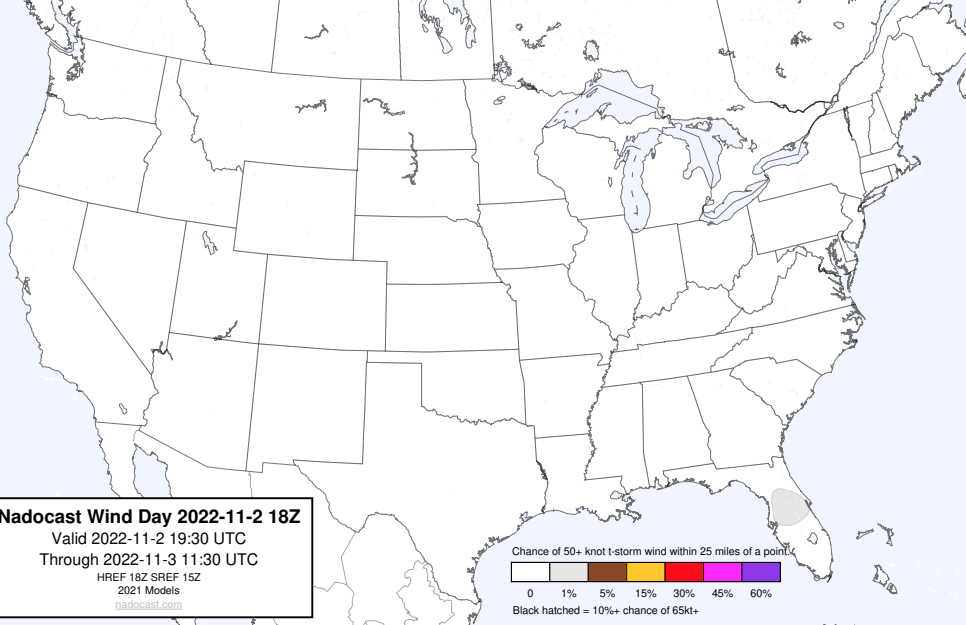 Nadocast Wind Day 2022-11-2 18Z
Valid 2022-11-2 19:30 UTC
Through 2022-11-3 11:30 UTC
HREF 18Z SREF 15Z
2021 Models
nadocast.com
Chance of 50+ knot t-storm wind within 25 miles of a point.
0 1% 5% 15% 30% 45% 60%
Black hatched = 10%+ chance of 65kt+